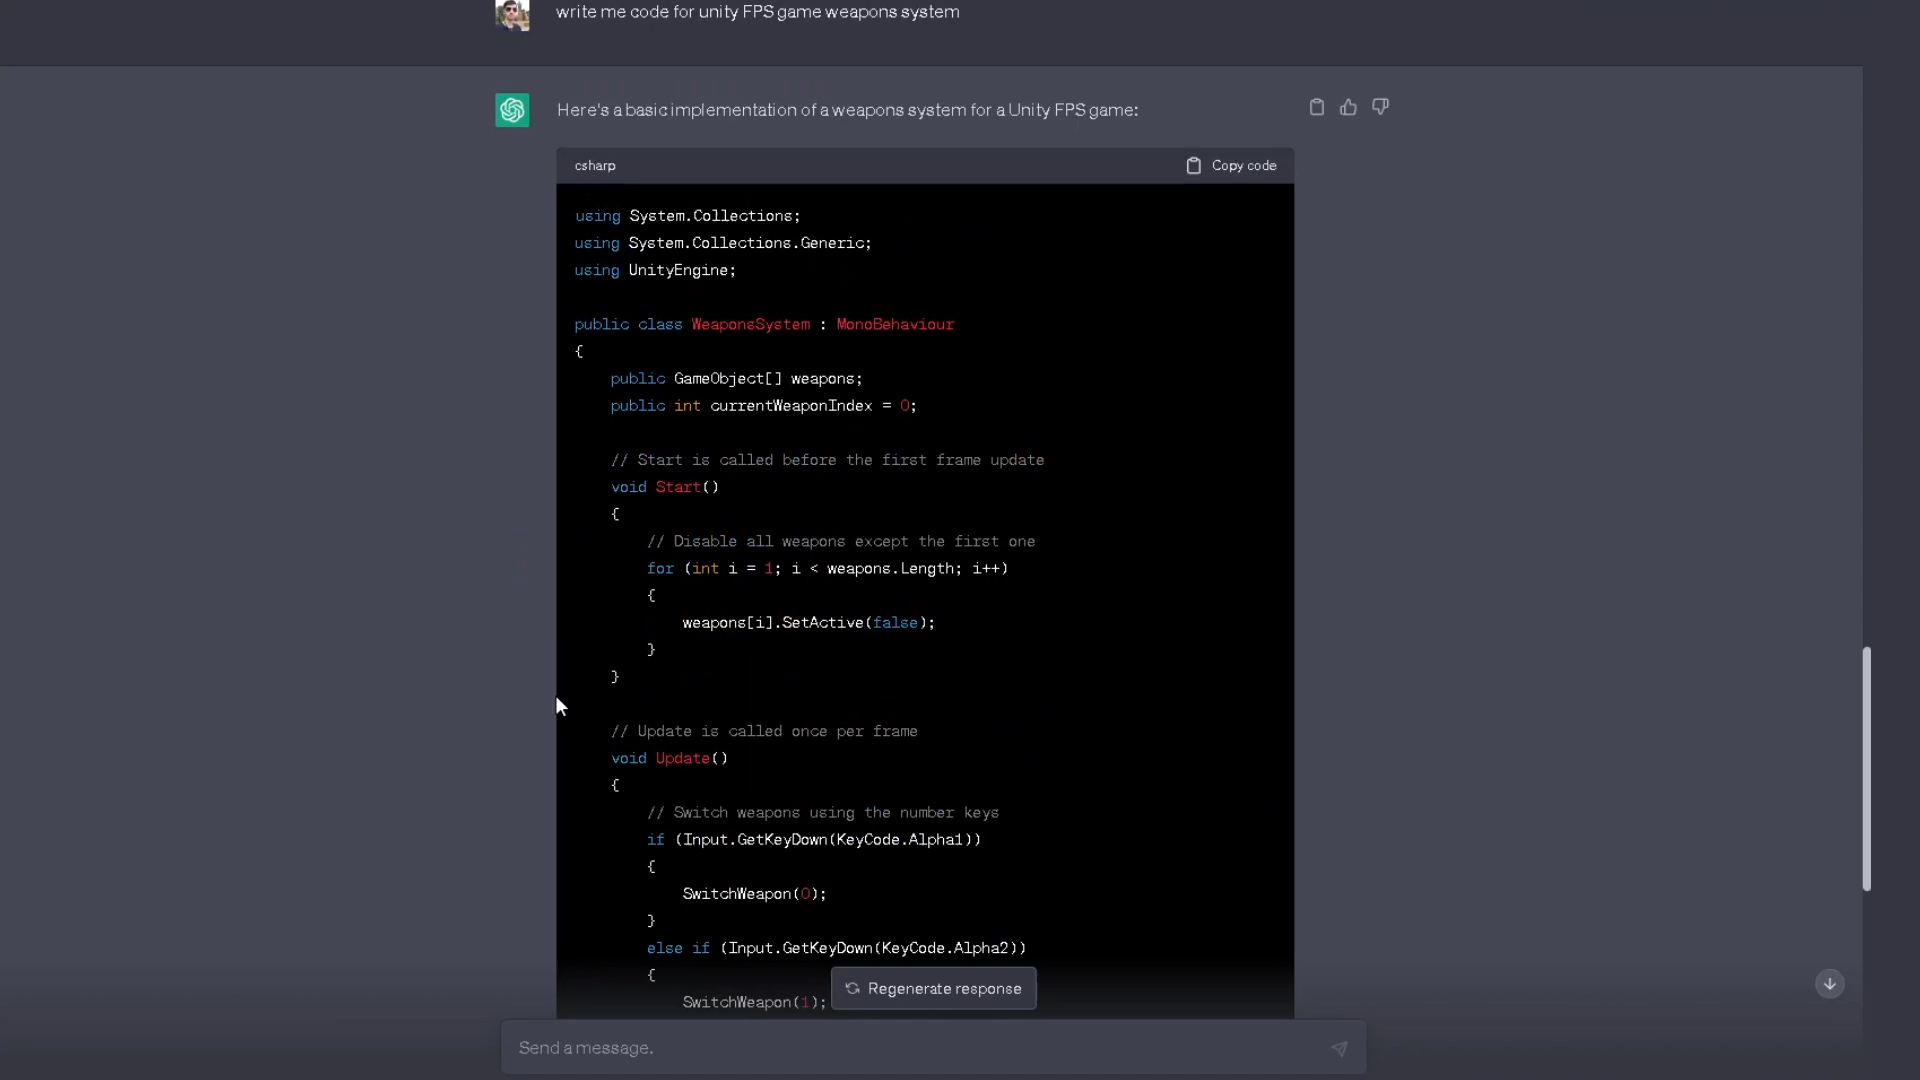 write me code for unity FPS game weapons system
Here's a basic implementation of a weapons system for a Unity FPS game:
csharp
Copy code
using System.Collections;
using System.Collections.Generic;
using UnityEngine;
public class WeaponsSystem : MonoBehaviour
{
public GameObject[] weapons;
public int currentWeaponIndex = 0;
// Start is called before the first frame update
void Start()
{
// Disable all weapons except the first one
for (int i = 1; i < weapons.Length; i++)
{
weapons[i].SetActive(false);
}
}
// Update is called once per frame
void Update()
{
// Switch weapons using the number keys
if (Input.GetKeyDown(KeyCode.Alpha1))
{
SwitchWeapon(0);
}
else if (Input.GetKeyDown(KeyCode.Alpha2))
{
SwitchWeapon(1);
Regenerate response
Send a message.